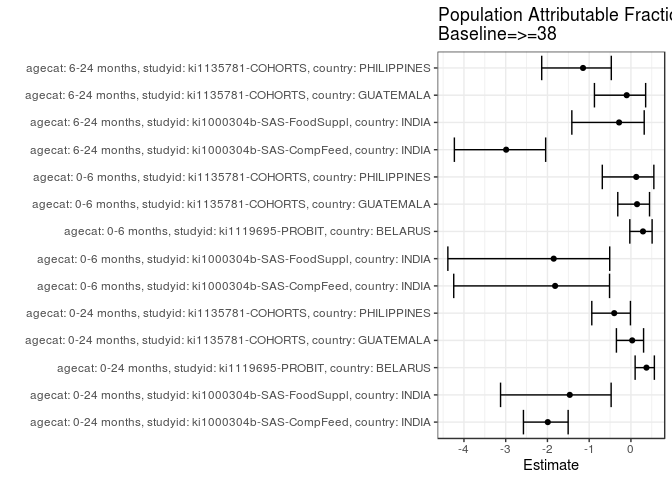 Population Attributable Fractic
Baseline=>=38
agecat: 6-24 months, studyid: ki1135781-COHORTS, country: PHILIPPINES
agecat: 6-24 months, studyid: ki1135781-COHORTS, country: GUATEMALA
agecat: 6-24 months, studyid: ki1000304b-SAS-FoodSuppl, country: INDIA
agecat: 6-24 months, studyid: ki1000304b-SAS-CompFeed, country: INDIA
agecat: 0-6 months, studyid: ki1135781-COHORTS, country: PHILIPPINES
agecat: 0-6 months, studyid: ki1135781-COHORTS, country: GUATEMALA
agecat: 0-6 months, studyid: ki1119695-PROBIT, country: BELARUS
agecat: 0-6 months, studyid: ki1000304b-SAS-FoodSuppl, country: INDIA
agecat: 0-6 months, studyid: ki1000304b-SAS-CompFeed, country: INDIA
agecat: 0-24 months, studyid: ki1135781-COHORTS, country: PHILIPPINES
agecat: 0-24 months, studyid: ki1135781-COHORTS, country: GUATEMALA
agecat: 0-24 months, studyid: ki1119695-PROBIT, country: BELARUS
agecat: 0-24 months, studyid: ki1000304b-SAS-FoodSuppl, country: INDIA
agecat: 0-24 months, studyid: ki1000304b-SAS-CompFeed, country: INDIA
-4 -3 -2 -1 0
Estimate